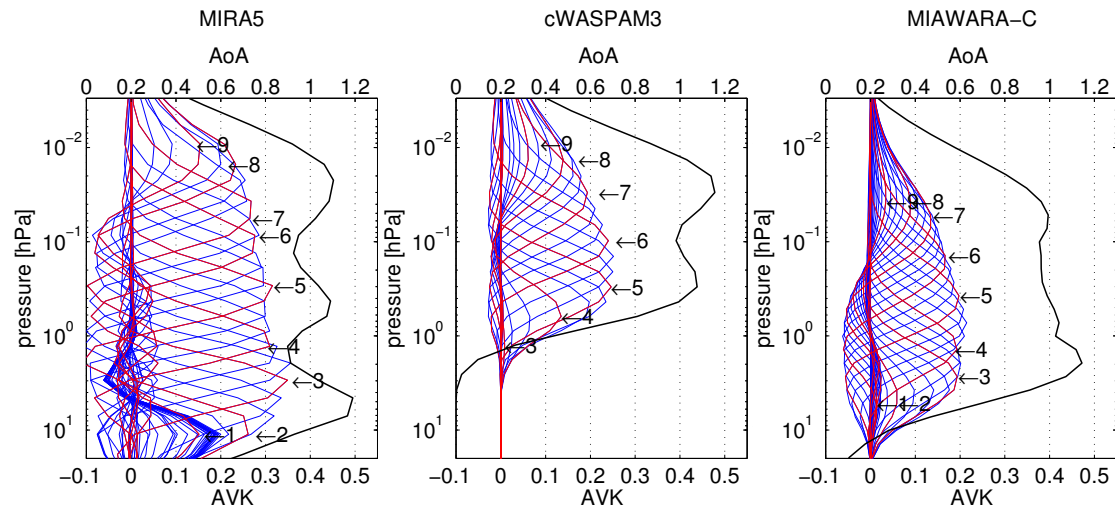 MIRA5
AoA
0 0.2 0.4 0.6 0.8 1 1.2
pressure [hPa]
10⁻²
10⁻¹
10⁰
10¹
←9
←8
←7
←6
←5
←4
←3
←1 ←2
−0.1 0 0.1 0.2 0.3 0.4 0.5
AVK
cWASPAM3
AoA
0 0.2 0.4 0.6 0.8 1 1.2
pressure [hPa]
10⁻²
10⁻¹
10⁰
10¹
←9
←8
←7
←6
←5
←4
←3
−0.1 0 0.1 0.2 0.3 0.4 0.5
AVK
MIAWARA−C
AoA
0 0.2 0.4 0.6 0.8 1 1.2
pressure [hPa]
10⁻²
10⁻¹
10⁰
10¹
←9 ←8
←7
←6
←5
←4
←3
←1 ←2
−0.1 0 0.1 0.2 0.3 0.4 0.5
AVK